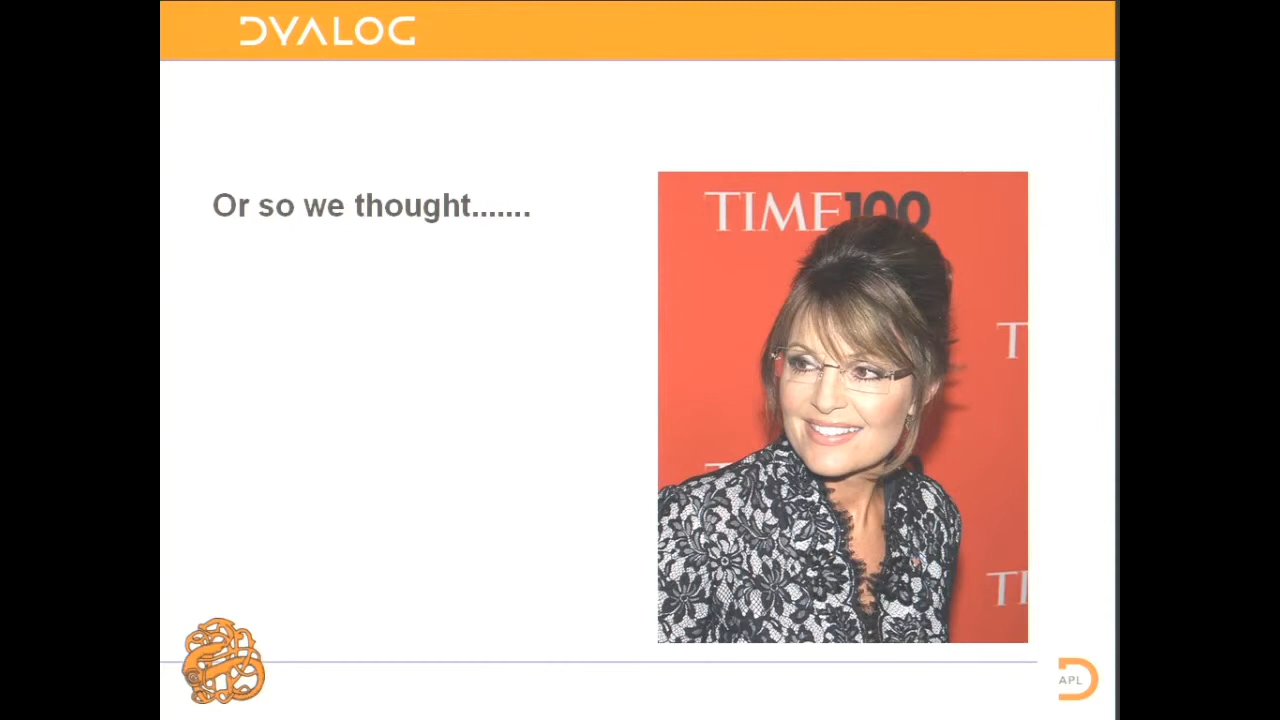 DYALOG
Or so we thought.......
TIME100
T
TI
APL